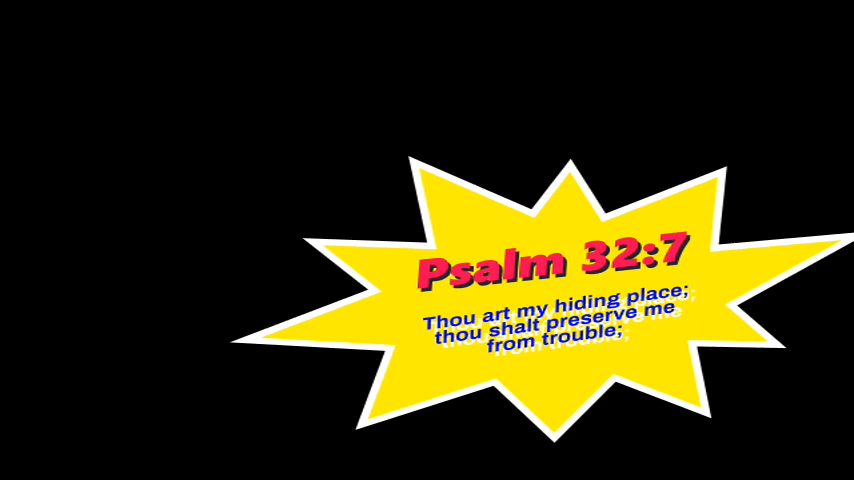 Psalm 32:7
Thou art my hiding place;
thou shalt preserve me
from trouble;